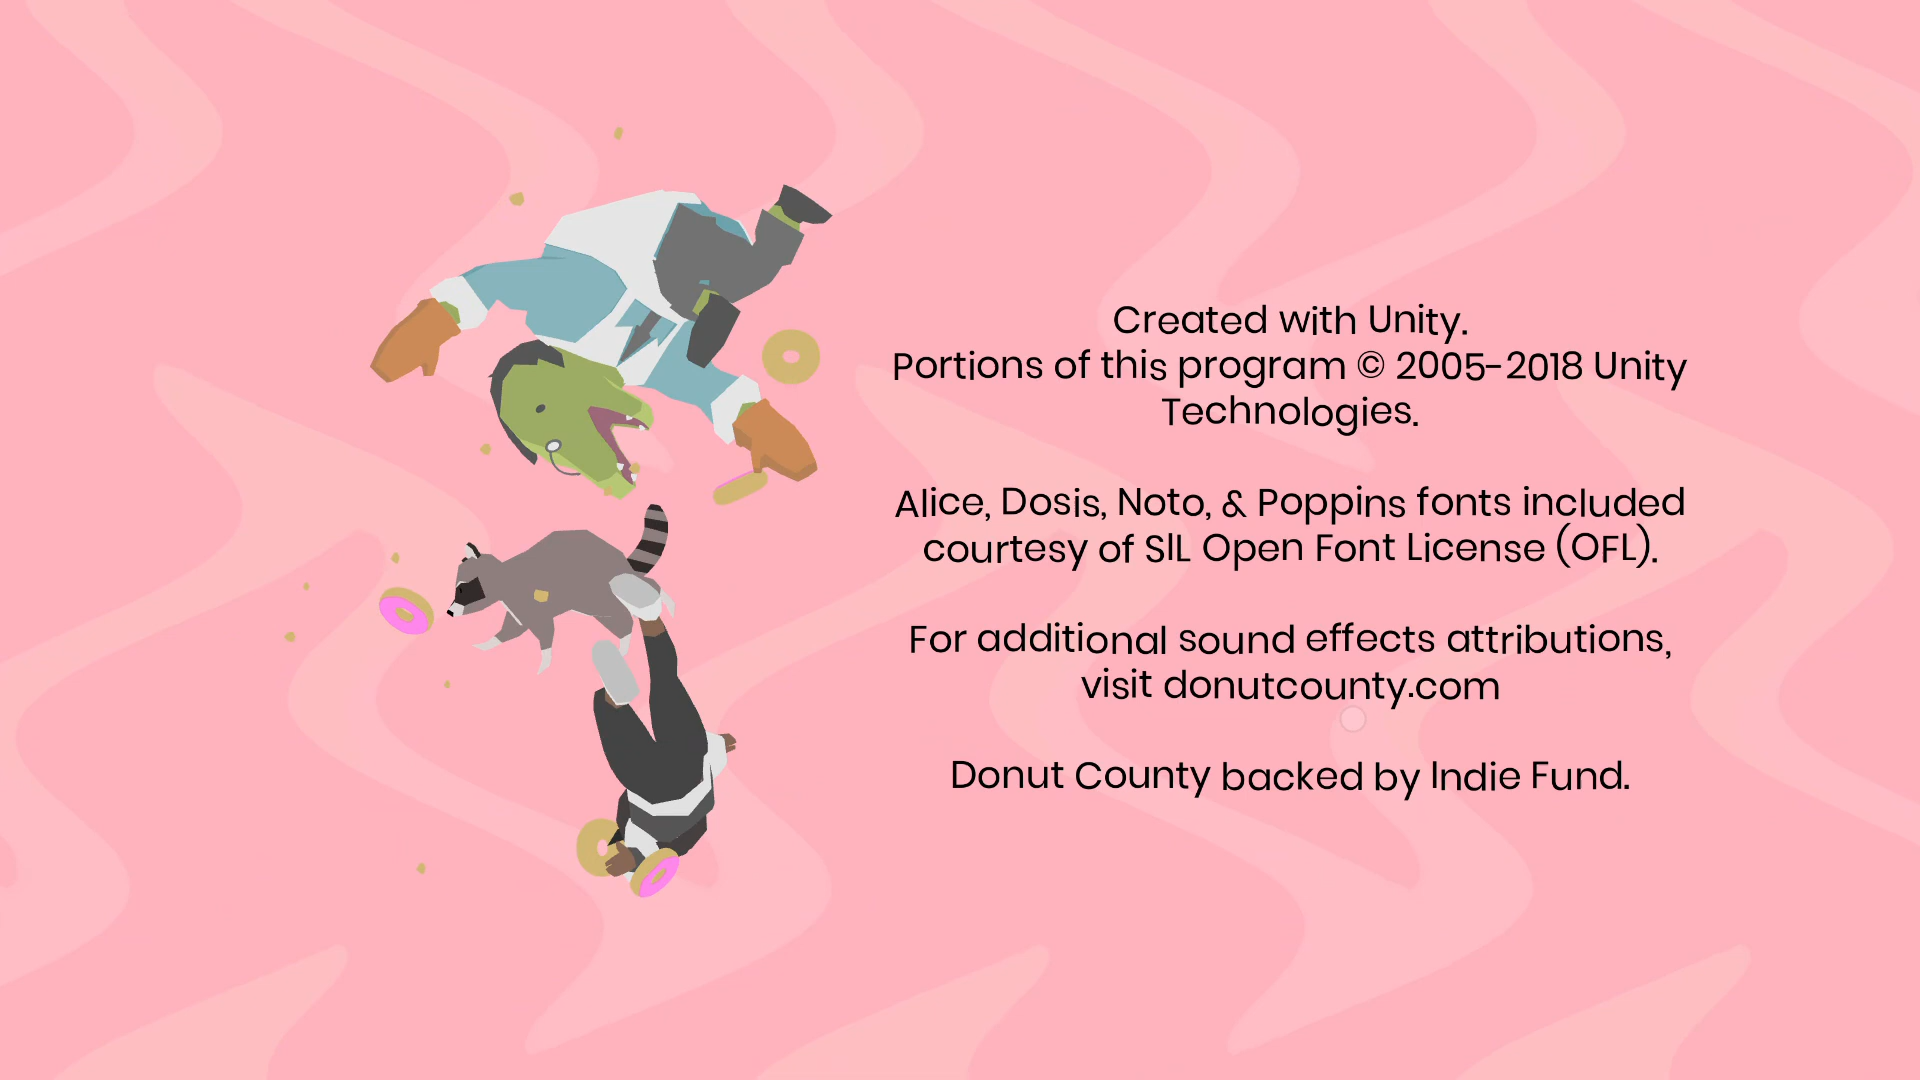 Created with Unity.
Portions of this program © 2005-2018 Unity
Technologies.
Alice, Dosis, Noto, & Poppins fonts included
courtesy of SIL Open Font License (OFL).
For additional sound effects attributions,
visit donutcounty.com
Donut County backed by Indie Fund.